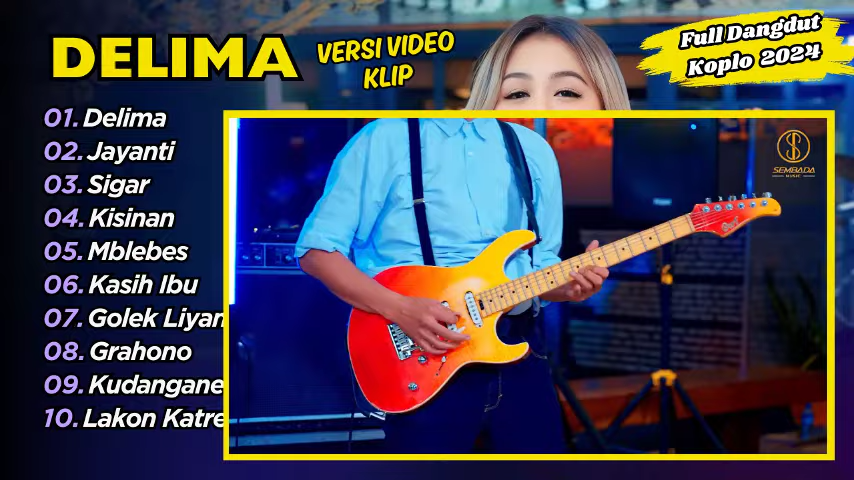 DELIMA
VERSI VIDEO
KLIP
Full Dangdut
Koplo 2024
01. Delima
02. Jayanti
03. Sigar
04. Kisinan
05. Mblebes
06. Kasih Ibu
07. Golek Liyan
08. Grahono
09. Kudangane
10. Lakon Katre
SEMBADA
MUSIC